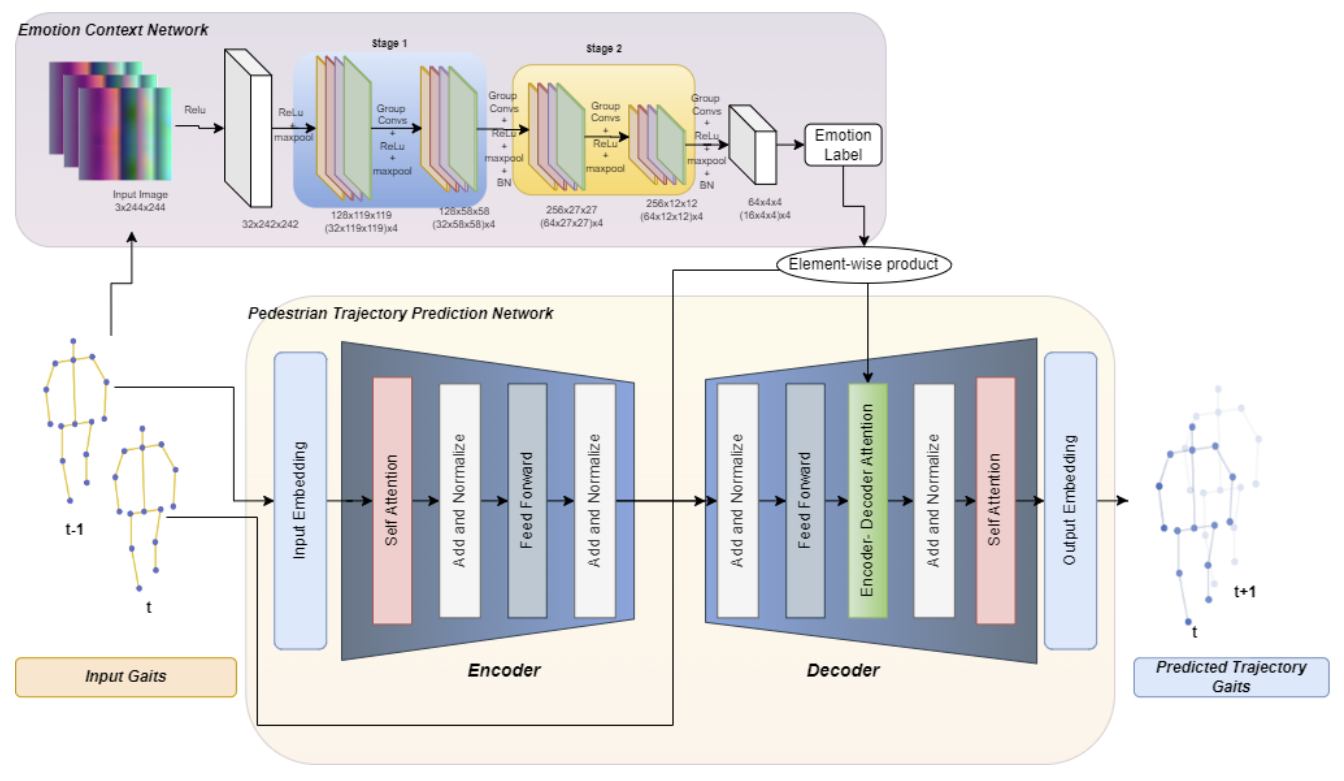 Emotion Context Network
Stage 1
Stage 2
Relu
ReLu
+
maxpool
Group
Convs
+
ReLu
+
maxpool
Group
Convs
+
ReLu
+
maxpool
+
BN
Group
Convs
+
ReLu
+
maxpool
Group
Convs
+
ReLu
+
maxpool
+
BN
Emotion
Label
Input Image
3x244x244
32x242x242
128x119x119
(32x119x119)x4
128x58x58
(32x58x58)x4
256x27x27
(64x27x27)x4
256x12x12
(64x12x12)x4
64x4x4
(16x4x4)x4
Element-wise product
Pedestrian Trajectory Prediction Network
t-1
t
Input Embedding
Self Attention
Add and Normalize
Feed Forward
Add and Normalize
Add and Normalize
Feed Forward
Encoder- Decoder Attention
Add and Normalize
Self Attention
Output Embedding
t+1
t
Encoder
Decoder
Input Gaits
Predicted Trajectory
Gaits